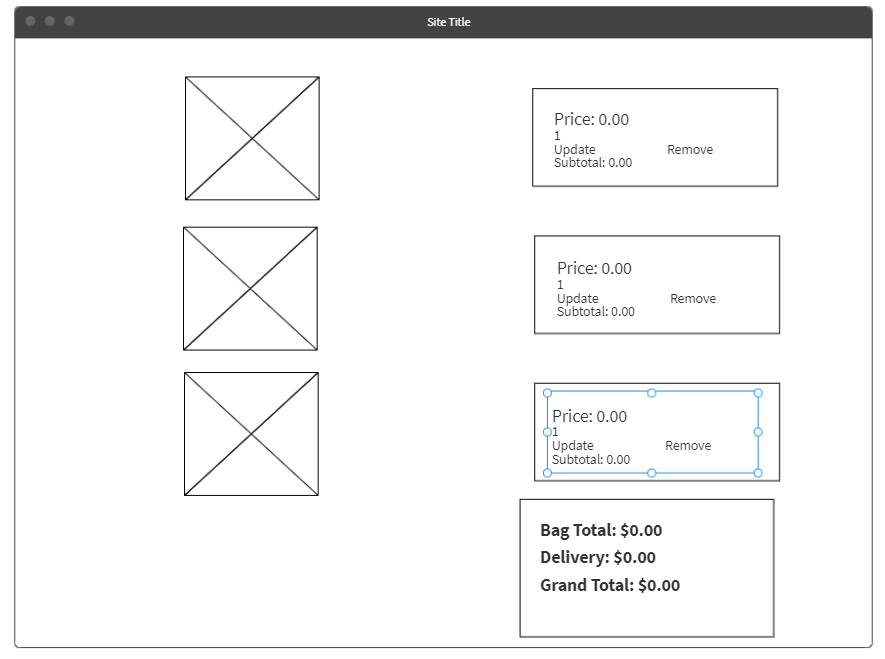 Site Title
Price: 0.00
1
Update Remove
Subtotal: 0.00
Price: 0.00
1
Update Remove
Subtotal: 0.00
Price: 0.00
1
Update Remove
Subtotal: 0.00
Bag Total: $0.00
Delivery: $0.00
Grand Total: $0.00